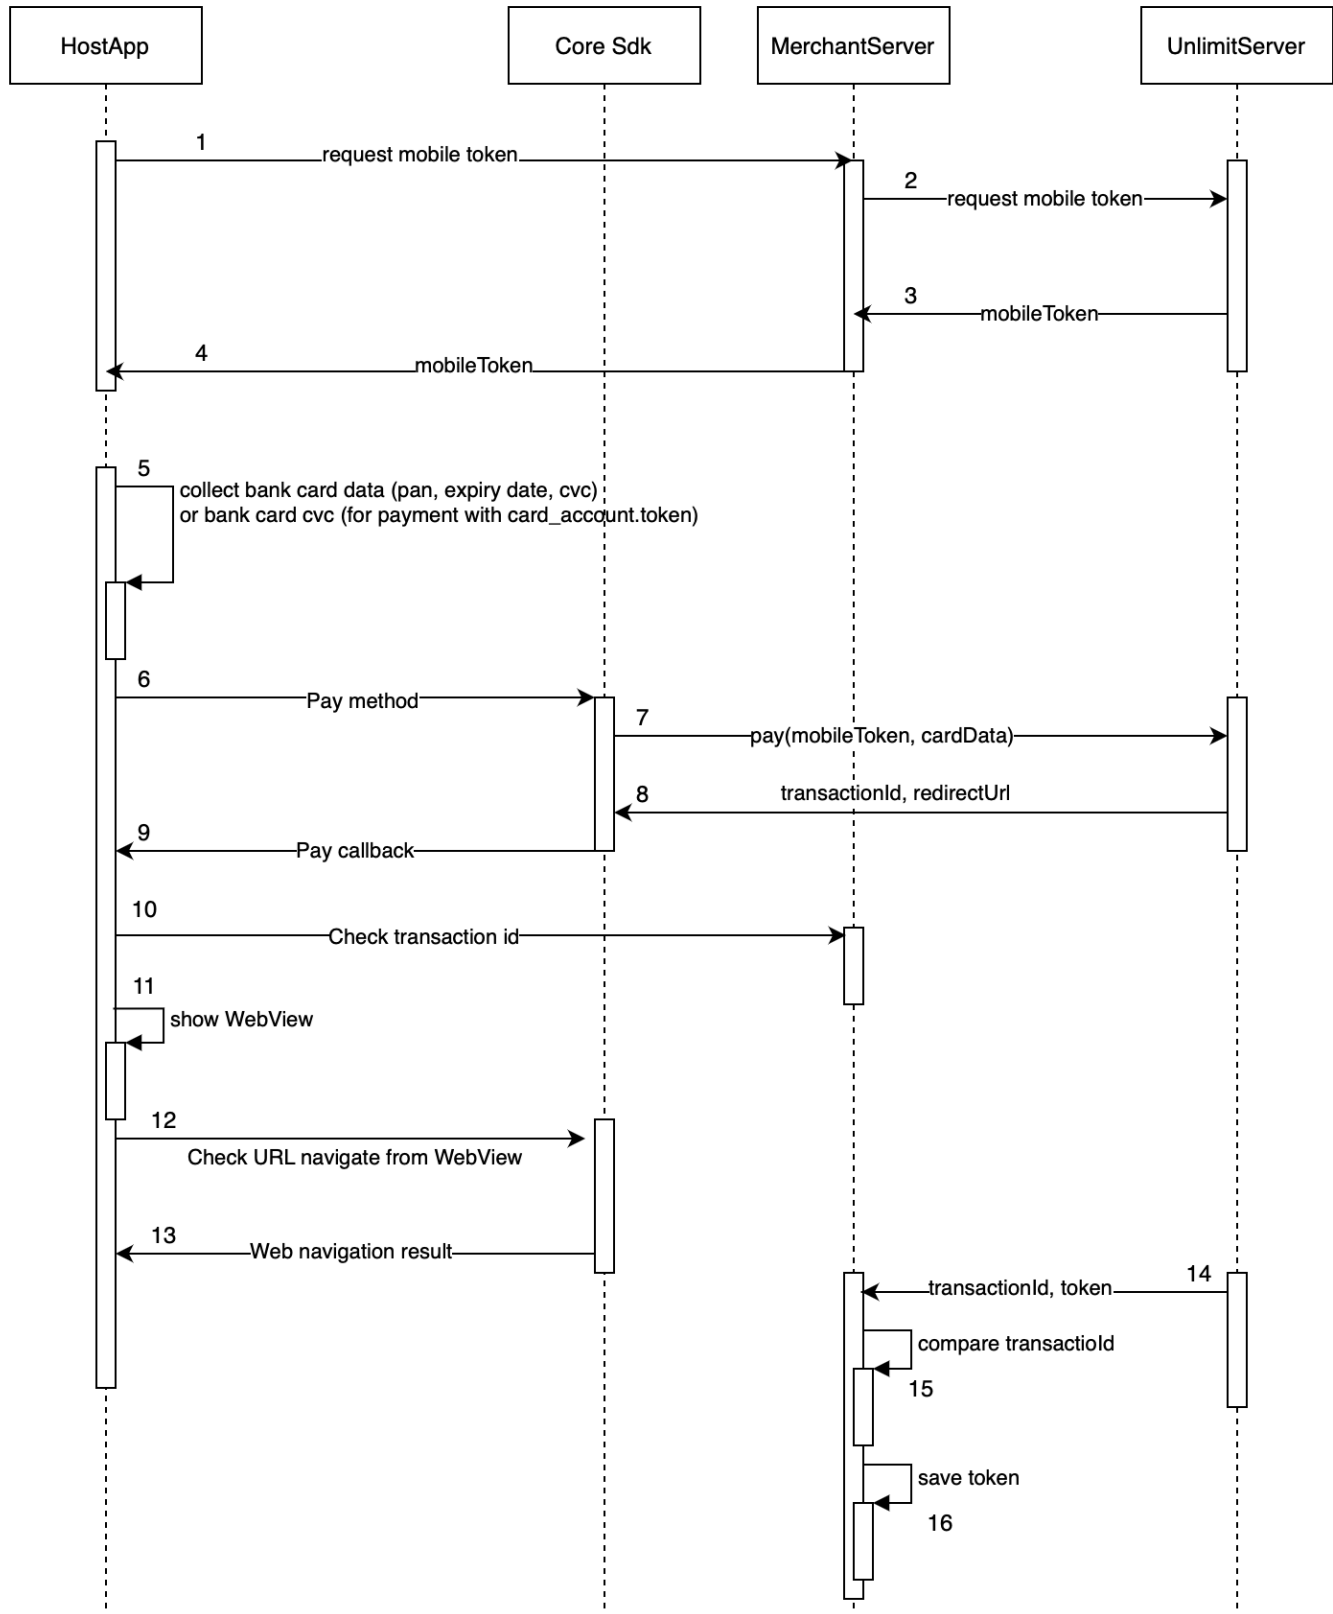 HostApp
Core Sdk
MerchantServer
UnlimitServer
1
request mobile token
2
request mobile token
3
mobileToken
4
mobileToken
5
collect bank card data (pan, expiry date, cvc)
or bank card cvc (for payment with card_account.token)
6
Pay method
7
pay(mobileToken, cardData)
8
transactionId, redirectUrl
9
Pay callback
10
Check transaction id
11
show WebView
12
Check URL navigate from WebView
13
Web navigation result
14
transactionId, token
compare transactioId
15
save token
16